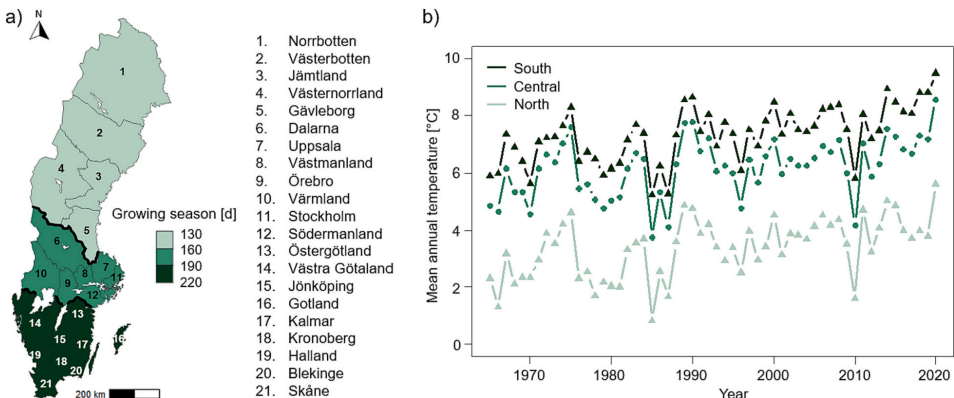 a)
N
1
2
4
3
5
6
10
9
8
7
11
12
14
13
15
17
16
19
18
20
21
Growing season [d]
130
160
190
220
200 km
1. Norrbotten
2. Västerbotten
3. Jämtland
4. Västernorrland
5. Gävleborg
6. Dalarna
7. Uppsala
8. Västmanland
9. Örebro
10. Värmland
11. Stockholm
12. Södermanland
13. Östergötland
14. Västra Götaland
15. Jönköping
16. Gotland
17. Kalmar
18. Kronoberg
19. Halland
20. Blekinge
21. Skåne
b)
Mean annual temperature [°C]
10
8
6
4
2
0
South
Central
North
1970
1980
1990
2000
2010
2020
Year